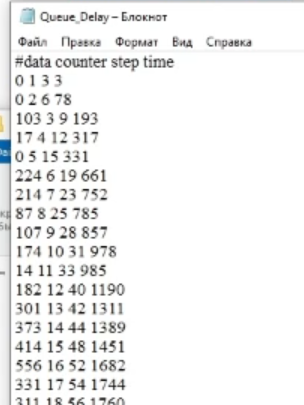 Queue_Delay – Блокнот
Файл Правка Формат Вид Справка
#data counter step time
0 1 3 3
0 2 6 78
103 3 9 193
17 4 12 317
0 5 15 331
224 6 19 661
214 7 23 752
87 8 25 785
107 9 28 857
174 10 31 978
14 11 33 985
182 12 40 1190
301 13 42 1311
373 14 44 1389
414 15 48 1451
556 16 52 1682
331 17 54 1744
311 18 56 1760